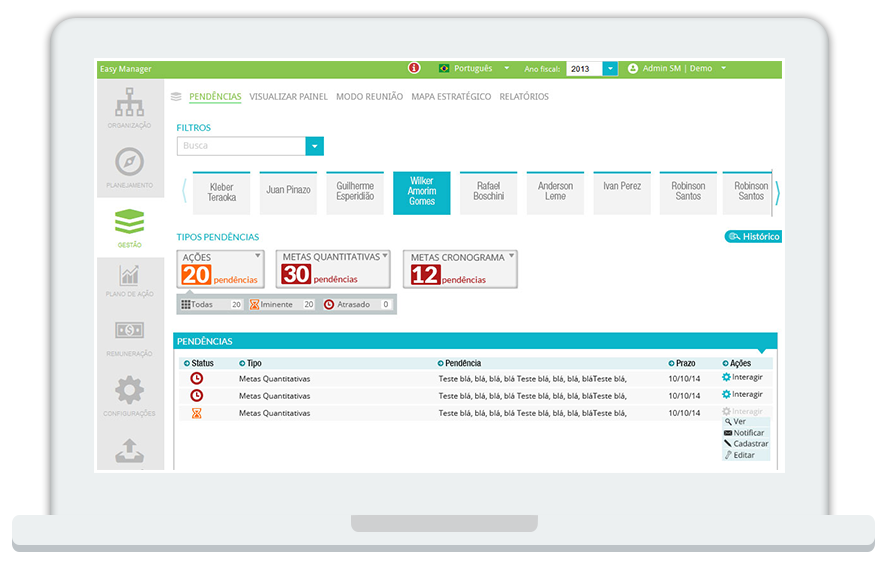 Easy Manager
Português
Ano fiscal:
2013
Admin SM | Demo
ORGANIZAÇÃO
PLANEJAMENTO
GESTÃO
PLANO DE AÇÃO
REMUNERAÇÃO
CONFIGURAÇÕES
PENDÊNCIAS VISUALIZAR PAINEL MODO REUNIÃO MAPA ESTRATÉGICO RELATÓRIOS
FILTROS
Busca
Kleber
Teraoka
Juan Pinazo
Guilherme
Esperidião
Wilker
Amorim
Gomes
Rafael
Boschini
Anderson
Leme
Ivan Perez
Robinson
Santos
Robinson
Santos
TIPOS PENDÊNCIAS
Histórico
AÇÕES
20 pendências
METAS QUANTITATIVAS
30 pendências
METAS CRONOGRAMA
12 pendências
Todas 20
Iminente 20
Atrasado 0
PENDÊNCIAS
Status Tipo Pendência Prazo Ações
Metas Quantitativas Teste blá, blá, blá, blá Teste blá, blá, blá, bláTeste blá, 10/10/14 Interagir
Metas Quantitativas Teste blá, blá, blá, blá Teste blá, blá, blá, bláTeste blá, 10/10/14 Interagir
Metas Quantitativas Teste blá, blá, blá, blá Teste blá, blá, blá, bláTeste blá, 10/10/14 Interagir
Ver
Notificar
Cadastrar
Editar